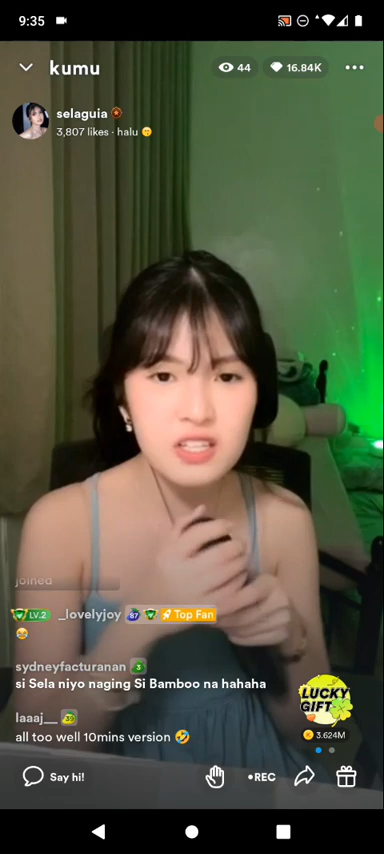 9:35
kumu
44
16.84K
selaguia
3,807 likes · halu
joined
LV.2 _lovelyjoy 87 Top Fan
sydneyfacturanan 3
si Sela niyo naging Si Bamboo na hahaha
laaaj__ 39
all too well 10mins version
LUCKY
GIFT
3.624M
Say hi!
•REC